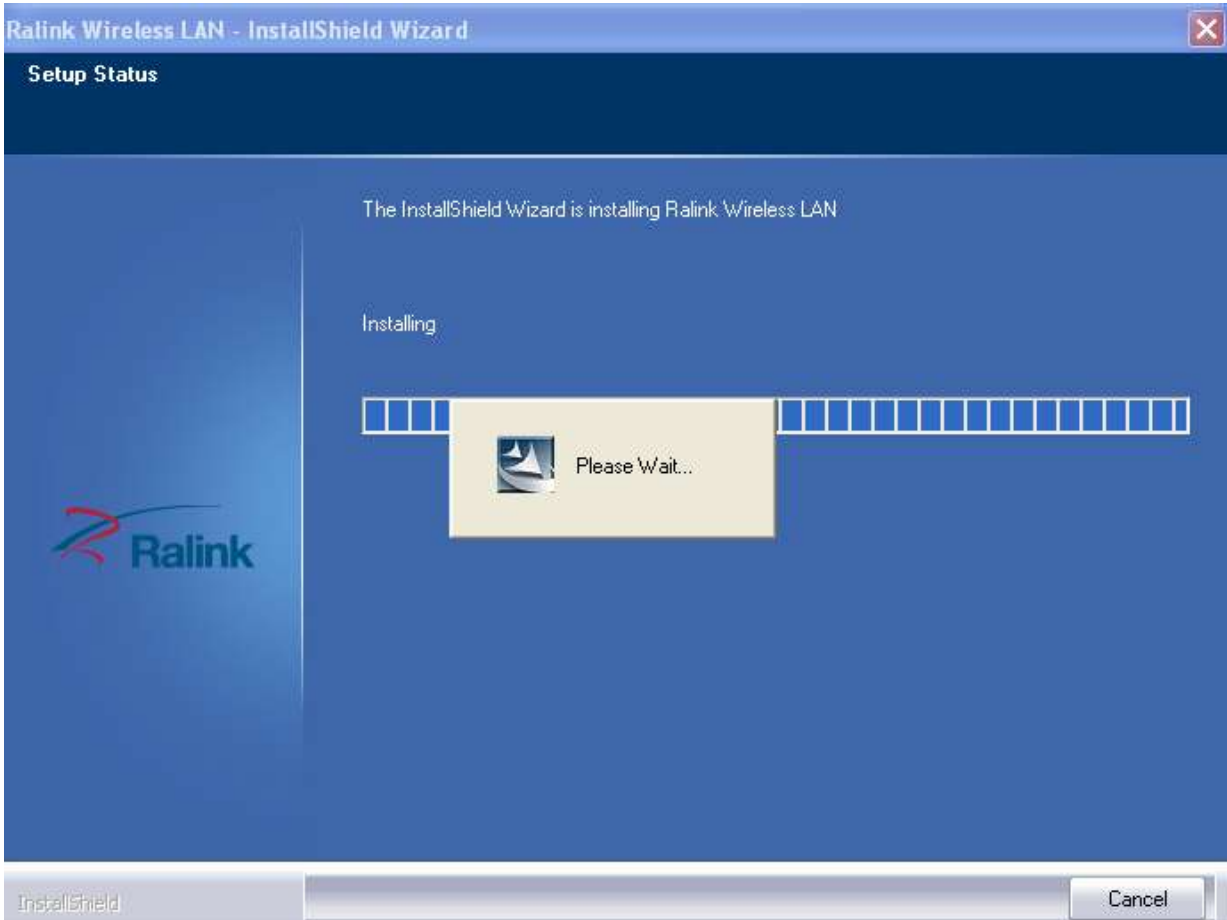 Ralink Wireless LAN - InstallShield Wizard
Setup Status
The InstallShield Wizard is installing Ralink Wireless LAN
Installing
Please Wait...
Ralink
InstallShield
Cancel